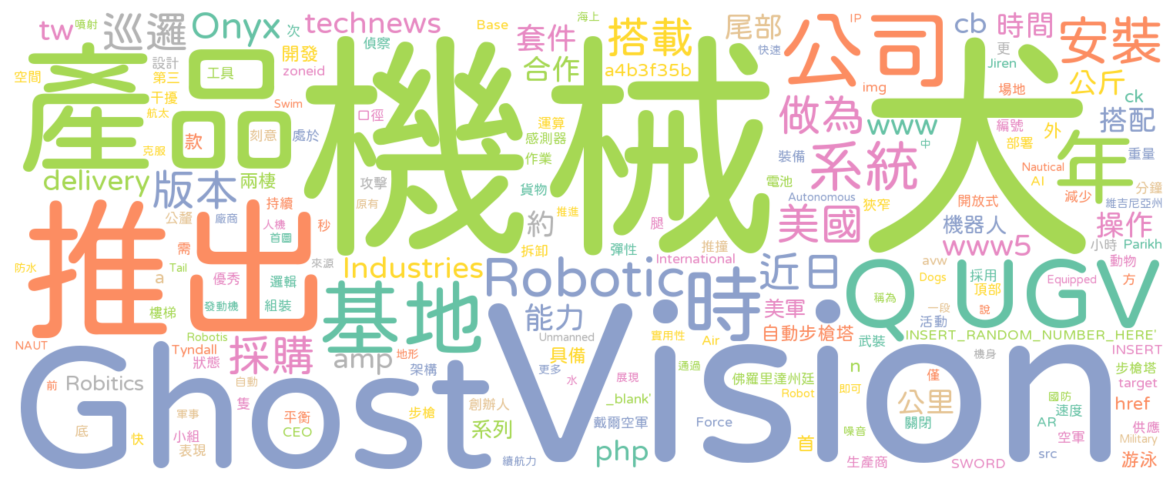 tw 巡邏 Onyx 次 technews Base 海上 套件 搭載 尾部 公司 cb 時間 IP 安裝
噴射 開發 偵察 zoneid 合作 a4b3f35b 快速 更 Jiren 公斤
空間 設計 第三 工具 機械犬 img 場地 ck
產品 干擾 航太 克服 款 Swim 刻意 處於 口徑 運算 感測器 作業 做為 www 編號 外 部署 搭配
delivery 版本 兩棲 攻擊 貨物 裝備 系統 電池 中 Nautical AI 年 重量
公釐 廠商 持續 人機 首圖 秒 原有 約 推進 拆卸 腿 彈性 美國 Autonomous 狹窄 開放式 減少 分鐘 維吉尼亞州
推出 需 來源 International 推撞 機器人 操作 www5 小時 Parikh
防水 Tail 優秀 邏輯 a Industries Robotic 時 近日 avw Dogs 採用 頂部 動物 方
樓梯 發動機 組裝 基地 能力 美軍 Q UGV 稱為 一段 說 Equipped
NAUT Robotis Tyndall 狀態 採購 amp 地形 Unmanned 實用性 Air 自動步槍塔 武裝 活動 INSERT_RANDOM_NUMBER_HERE'
Ghost Vision 架構 更多 具備 通過 機身 INSERT 步槍塔
前 Robitics 自動 隻 步槍 _blank' 水 展現 佛羅里達州廷 Robot 即可 n 公里 僅 target
底 軍事 平衡 CEO 創辦人 系列 戴爾空軍 Force 首 關閉 國防 AR 速度 href
快 小組 表現 續航力 php 噪音 生產商 SWORD src 空軍 供應 Military 游泳